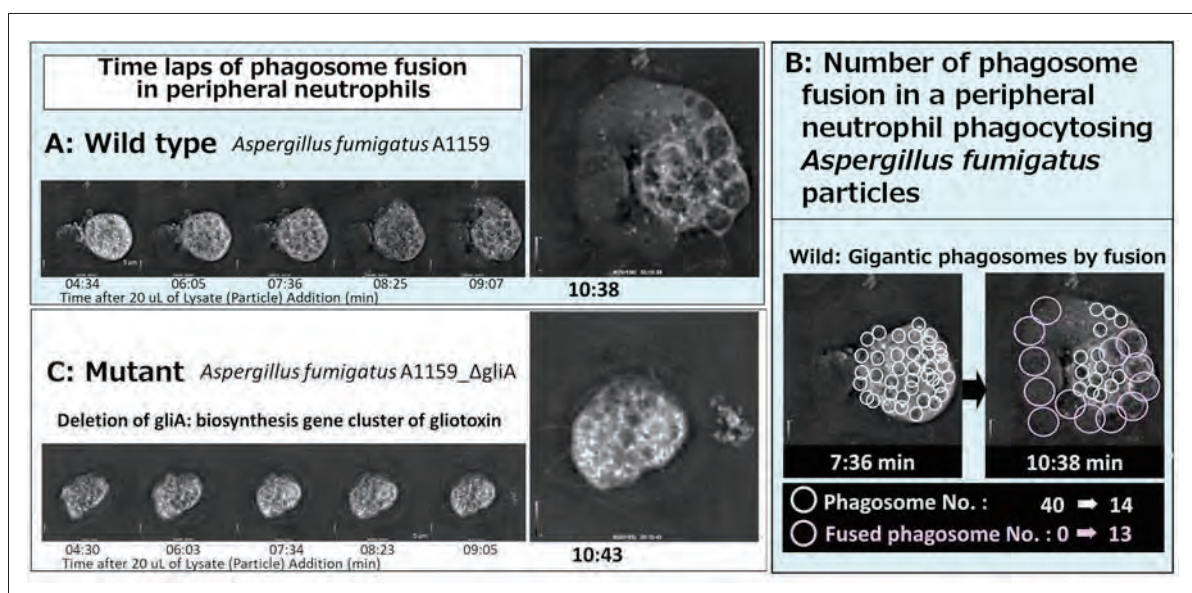 Time laps of phagosome fusion
in peripheral neutrophils
A: Wild type Aspergillus fumigatus A1159
5 μm
04:34 06:05 07:36 08:25 09:07
Time after 20 uL of Lysate (Particle) Addition (min)
10:38
C: Mutant Aspergillus fumigatus A1159_ΔgliA
Deletion of gliA: biosynthesis gene cluster of gliotoxin
5 μm
04:30 06:03 07:34 08:23 09:05
Time after 20 uL of Lysate (Particle) Addition (min)
10:43
B: Number of phagosome
fusion in a peripheral
neutrophil phagocytosing
Aspergillus fumigatus
particles
Wild: Gigantic phagosomes by fusion
7:36 min 10:38 min
Phagosome No. : 40 ➡ 14
Fused phagosome No. : 0 ➡ 13